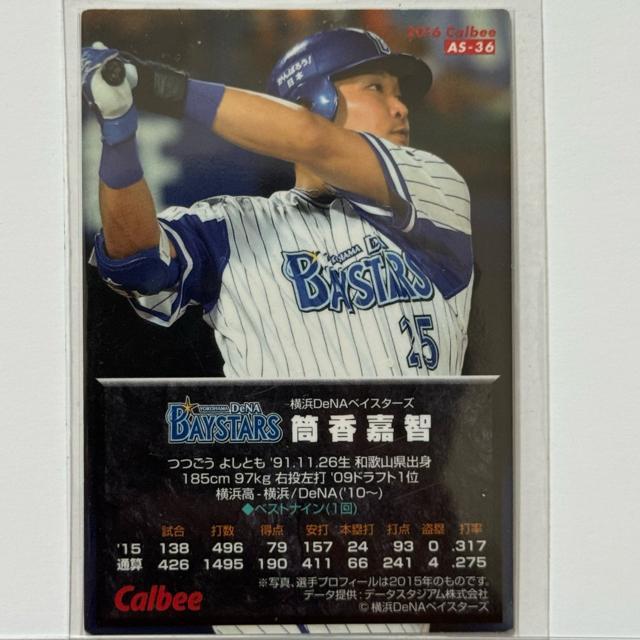 2016 Calbee
AS-36
がんばろう!
日本
YOKOHAMA DeNA
BAYSTARS
25
YOKOHAMA DeNA
BAYSTARS
横浜DeNAベイスターズ
筒香嘉智
つつごう よしとも '91.11.26生 和歌山県出身
185cm 97kg 右投左打 '09ドラフト1位
横浜高-横浜/DeNA('10〜)
◆ベストナイン(1回)
試合 打数 得点 安打 本塁打 打点 盗塁 打率
'15 138 496 79 157 24 93 0 .317
通算 426 1495 190 411 66 241 4 .275
※写真、選手プロフィールは2015年のものです。
データ提供:データスタジアム株式会社
Calbee
©横浜DeNAベイスターズ